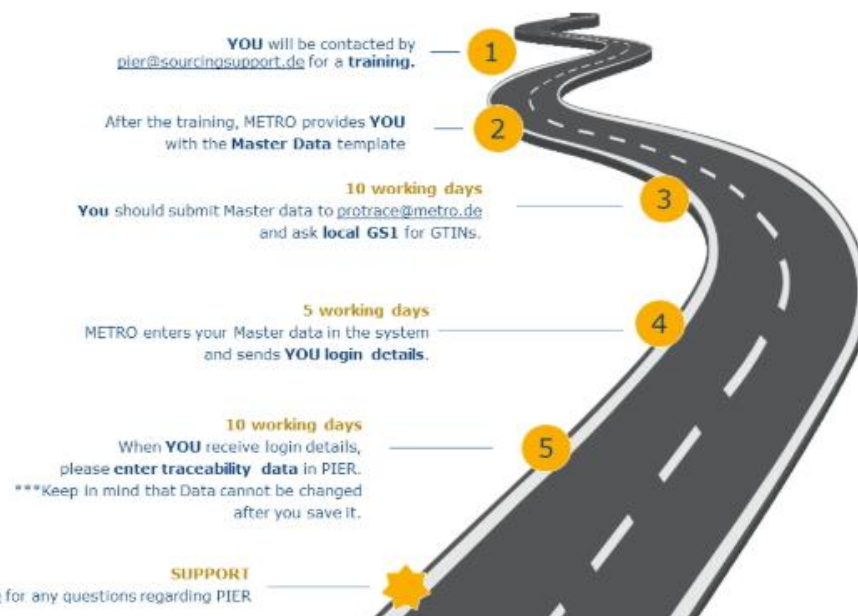 YOU will be contacted by
pier@sourcingsupport.de for a training.
1
After the training, METRO provides YOU
with the Master Data template
2
10 working days
You should submit Master data to protrace@metro.de
and ask local GS1 for GTINs.
3
5 working days
METRO enters your Master data in the system
and sends YOU login details.
4
10 working days
When YOU receive login details,
please enter traceability data in PIER.
***Keep in mind that Data cannot be changed
after you save it.
5
SUPPORT
for any questions regarding PIER